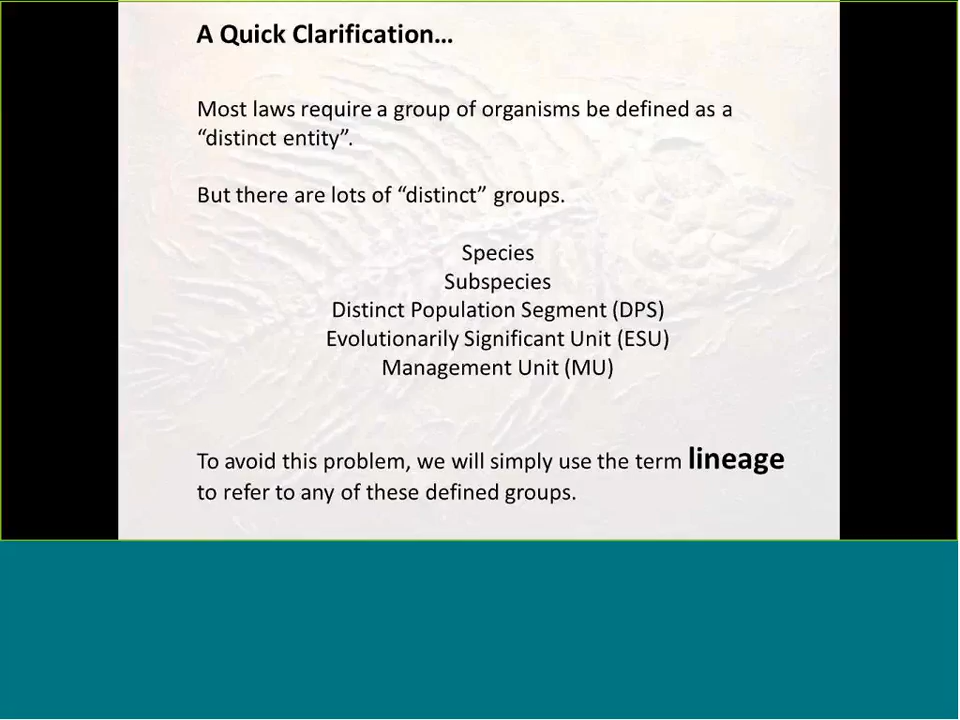 A Quick Clarification…
Most laws require a group of organisms be defined as a
“distinct entity”.
But there are lots of “distinct” groups.
Species
Subspecies
Distinct Population Segment (DPS)
Evolutionarily Significant Unit (ESU)
Management Unit (MU)
To avoid this problem, we will simply use the term lineage
to refer to any of these defined groups.